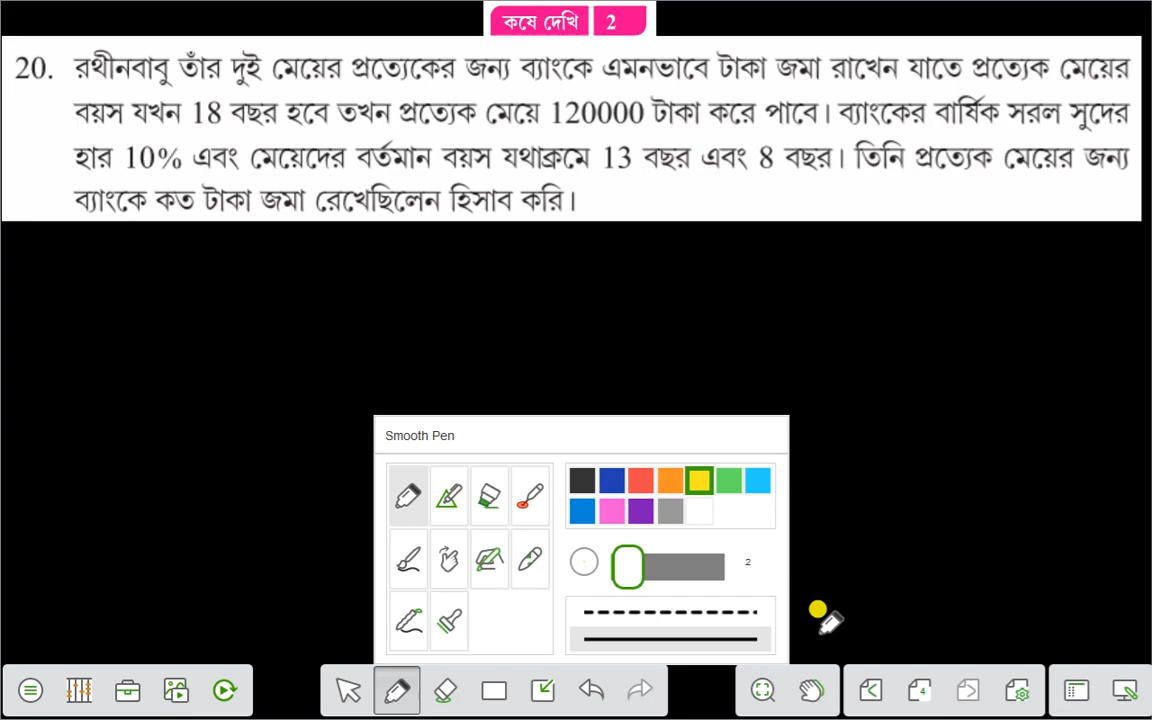 কষে দেখি 2
20. রথীনবাবু তাঁর দুই মেয়ের প্রত্যেকের জন্য ব্যাংকে এমনভাবে টাকা জমা রাখেন যাতে প্রত্যেক মেয়ের
বয়স যখন 18 বছর হবে তখন প্রত্যেক মেয়ে 120000 টাকা করে পাবে। ব্যাংকের বার্ষিক সরল সুদের
হার 10% এবং মেয়েদের বর্তমান বয়স যথাক্রমে 13 বছর এবং 8 বছর। তিনি প্রত্যেক মেয়ের জন্য
ব্যাংকে কত টাকা জমা রেখেছিলেন হিসাব করি।
Smooth Pen
2
4